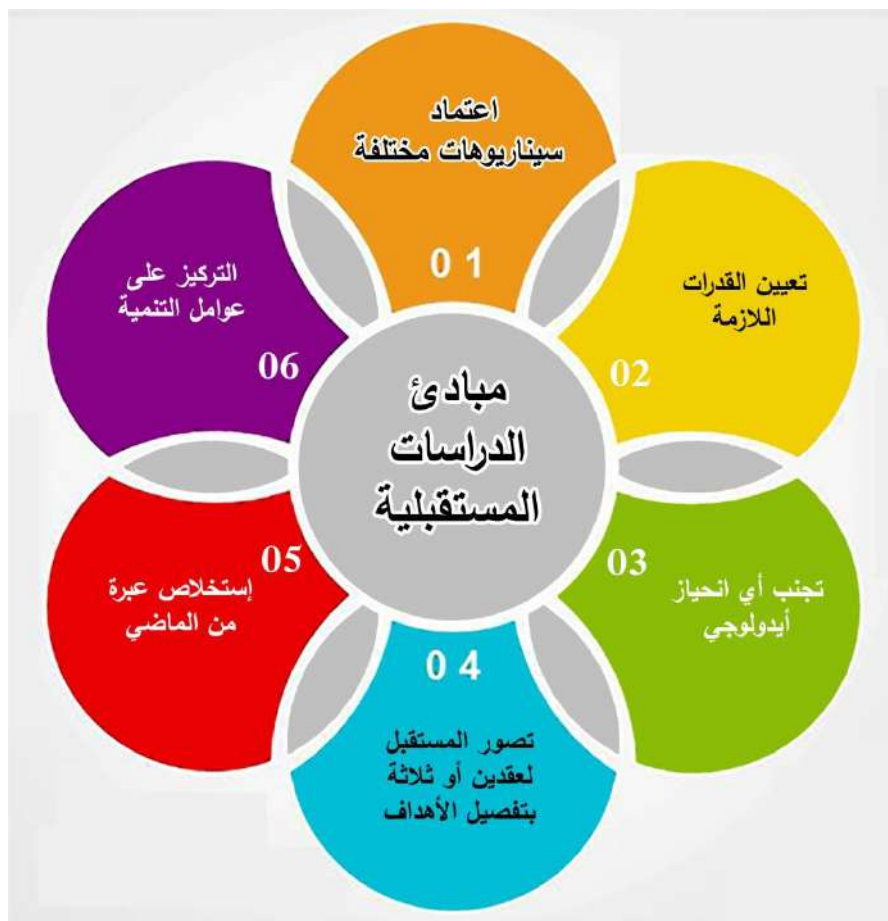 مبادئ
الدراسات
المستقبلية
اعتماد
سيناريوهات مختلفة
01
تعيين القدرات
اللازمة
02
03
تجنب أي انحياز
أيدولوجي
04
تصور المستقبل
لعقدين أو ثلاثة
بتفصيل الأهداف
05
إستخلاص عبرة
من الماضي
التركيز على
عوامل التنمية
06